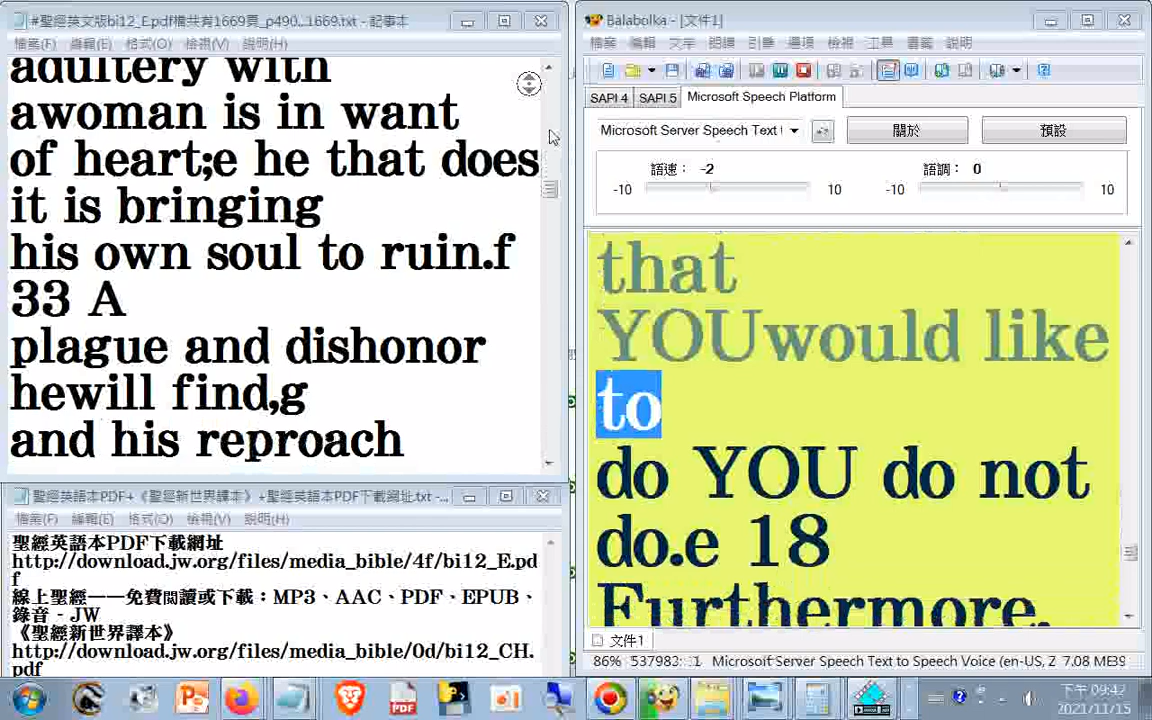 #聖經英文版bi12_E.pdf檔共有1669頁_p490...1669.txt - 記事本
檔案(F) 編輯(E) 格式(O) 檢視(V) 說明(H)
adultery with
awoman is in want
of heart;e he that does
it is bringing
his own soul to ruin.f
33 A
plague and dishonor
hewill find,g
and his reproach
聖經英語本PDF+《聖經新世界譯本》+聖經英語本PDF下載網址.txt -...
檔案(F) 編輯(E) 格式(O) 檢視(V) 說明(H)
聖經英語本PDF下載網址
http://download.jw.org/files/media_bible/4f/bi12_E.pd
f
線上聖經——免費閱讀或下載：MP3、AAC、PDF、EPUB、
錄音 - JW
《聖經新世界譯本》
http://download.jw.org/files/media_bible/0d/bi12_CH.
pdf
Balabolka - [文件1]
檔案 編輯 文字 朗讀 引擎 選項 檢視 工具 書籤 說明
SAPI 4 SAPI 5 Microsoft Speech Platform
Microsoft Server Speech Text 關於 預設
語速： -2 語調： 0
-10 10 -10 10
that
YOUwould like
to
do YOU do not
do.e 18
Furthermore,
文件1
86% 537983: 1 Microsoft Server Speech Text to Speech Voice (en-US, Z 7.08 MB
下午 09:42
2021/11/15